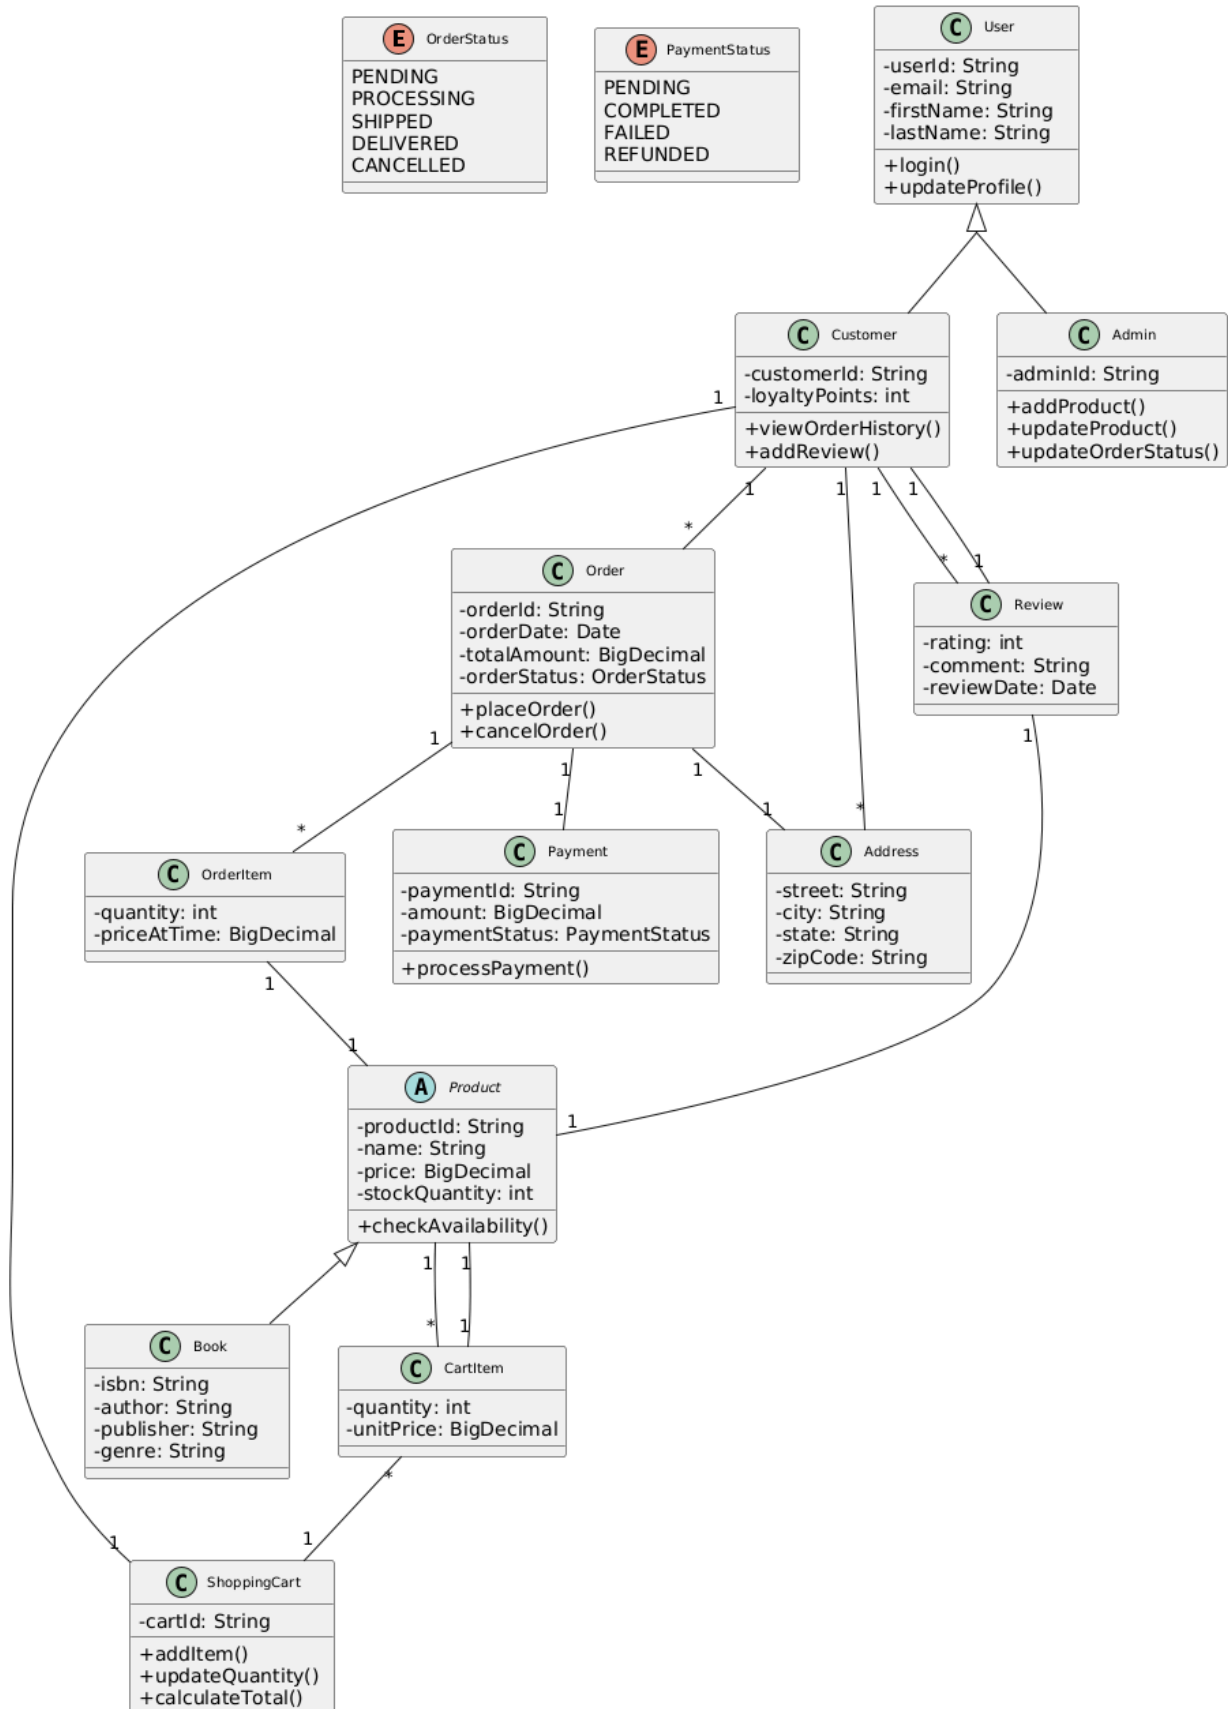 E OrderStatus
PENDING
PROCESSING
SHIPPED
DELIVERED
CANCELLED
E PaymentStatus
PENDING
COMPLETED
FAILED
REFUNDED
C User
-userId: String
-email: String
-firstName: String
-lastName: String
+login()
+updateProfile()
C Customer
-customerId: String
-loyaltyPoints: int
+viewOrderHistory()
+addReview()
C Admin
-adminId: String
+addProduct()
+updateProduct()
+updateOrderStatus()
1
1
1
1
1
*
*
1
C Order
-orderId: String
-orderDate: Date
-totalAmount: BigDecimal
-orderStatus: OrderStatus
+placeOrder()
+cancelOrder()
C Review
-rating: int
-comment: String
-reviewDate: Date
1
1
1
1
*
1
1
*
C OrderItem
-quantity: int
-priceAtTime: BigDecimal
C Payment
-paymentId: String
-amount: BigDecimal
-paymentStatus: PaymentStatus
+processPayment()
C Address
-street: String
-city: String
-state: String
-zipCode: String
1
1
1
A Product
-productId: String
-name: String
-price: BigDecimal
-stockQuantity: int
+checkAvailability()
1
1
*
1
C Book
-isbn: String
-author: String
-publisher: String
-genre: String
C CartItem
-quantity: int
-unitPrice: BigDecimal
*
1
1
C ShoppingCart
-cartId: String
+addItem()
+updateQuantity()
+calculateTotal()